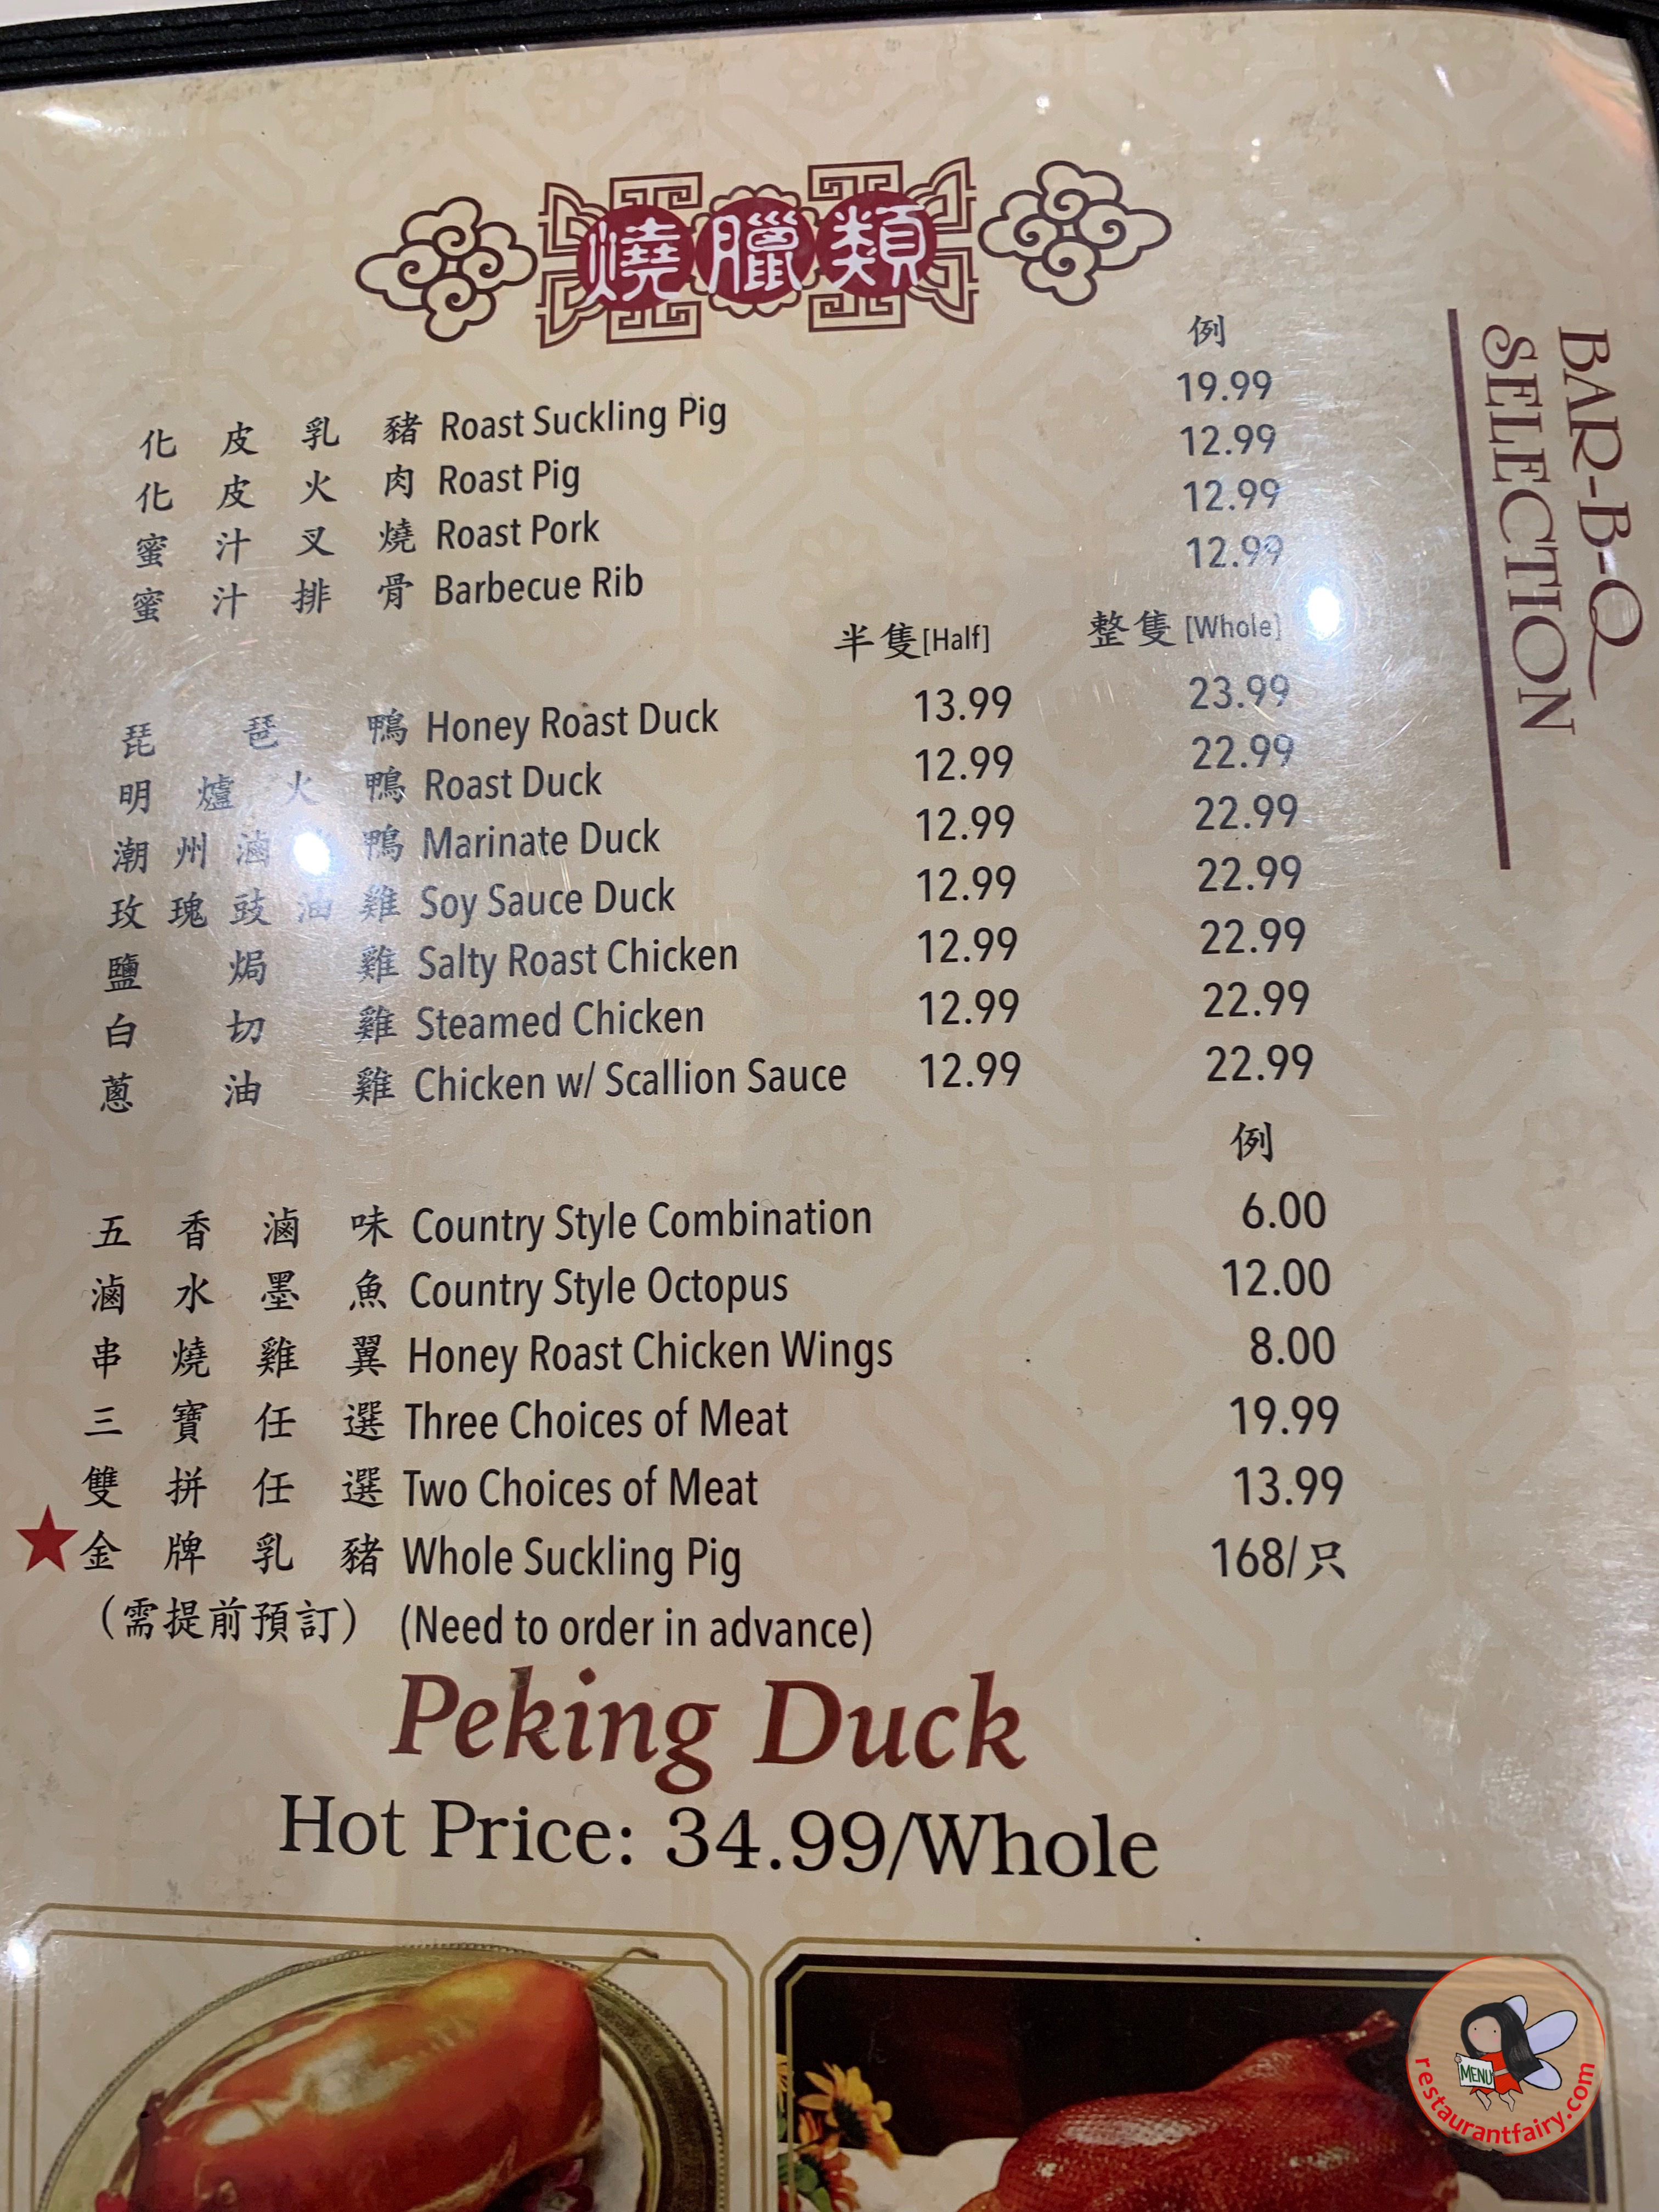 燒臘類
BAR-B-Q
SELECTION
例
化皮乳豬 Roast Suckling Pig 19.99
化皮火肉 Roast Pig 12.99
蜜汁叉燒 Roast Pork 12.99
蜜汁排骨 Barbecue Rib 12.99
半隻[Half] 整隻[Whole]
琵琶鴨 Honey Roast Duck 13.99 23.99
明爐火鴨 Roast Duck 12.99 22.99
潮州滷鴨 Marinate Duck 12.99 22.99
玫瑰豉油雞 Soy Sauce Duck 12.99 22.99
鹽焗雞 Salty Roast Chicken 12.99 22.99
白切雞 Steamed Chicken 12.99 22.99
蔥油雞 Chicken w/ Scallion Sauce 12.99 22.99
例
五香滷味 Country Style Combination 6.00
滷水墨魚 Country Style Octopus 12.00
串燒雞翼 Honey Roast Chicken Wings 8.00
三寶任選 Three Choices of Meat 19.99
雙拼任選 Two Choices of Meat 13.99
金牌乳豬 Whole Suckling Pig 168/只
(需提前預訂) (Need to order in advance)
Peking Duck
Hot Price: 34.99/Whole
MENU
restaurantfairy.com